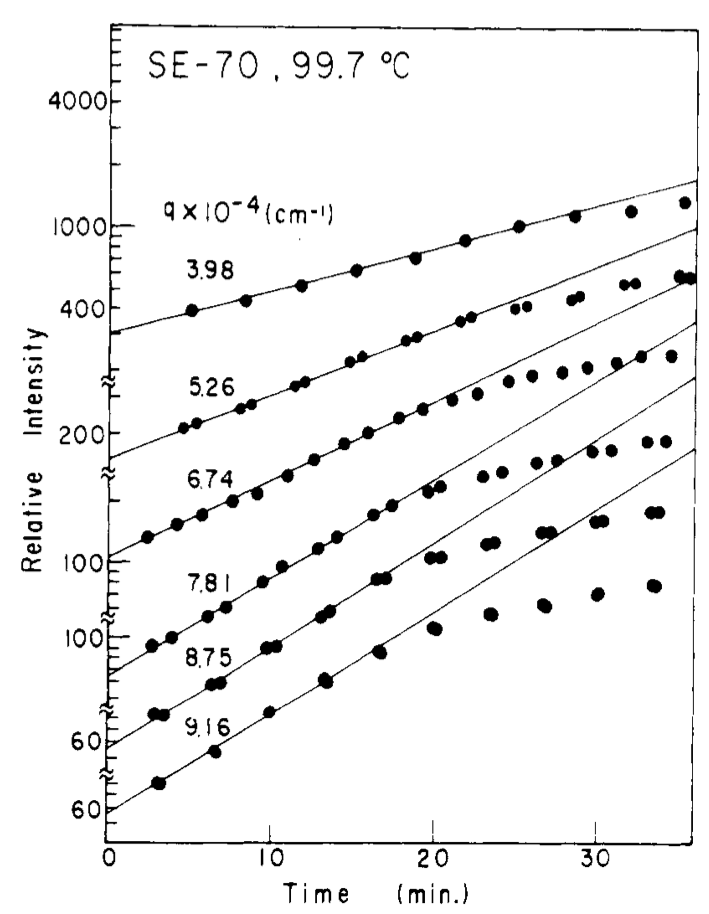 SE-70, 99.7 ℃
4000
q×10⁻⁴(cm⁻¹)
1000
3.98
400
5.26
200
6.74
100
7.81
100
8.75
60
9.16
60
0 10 20 30
Time (min.)
Relative Intensity